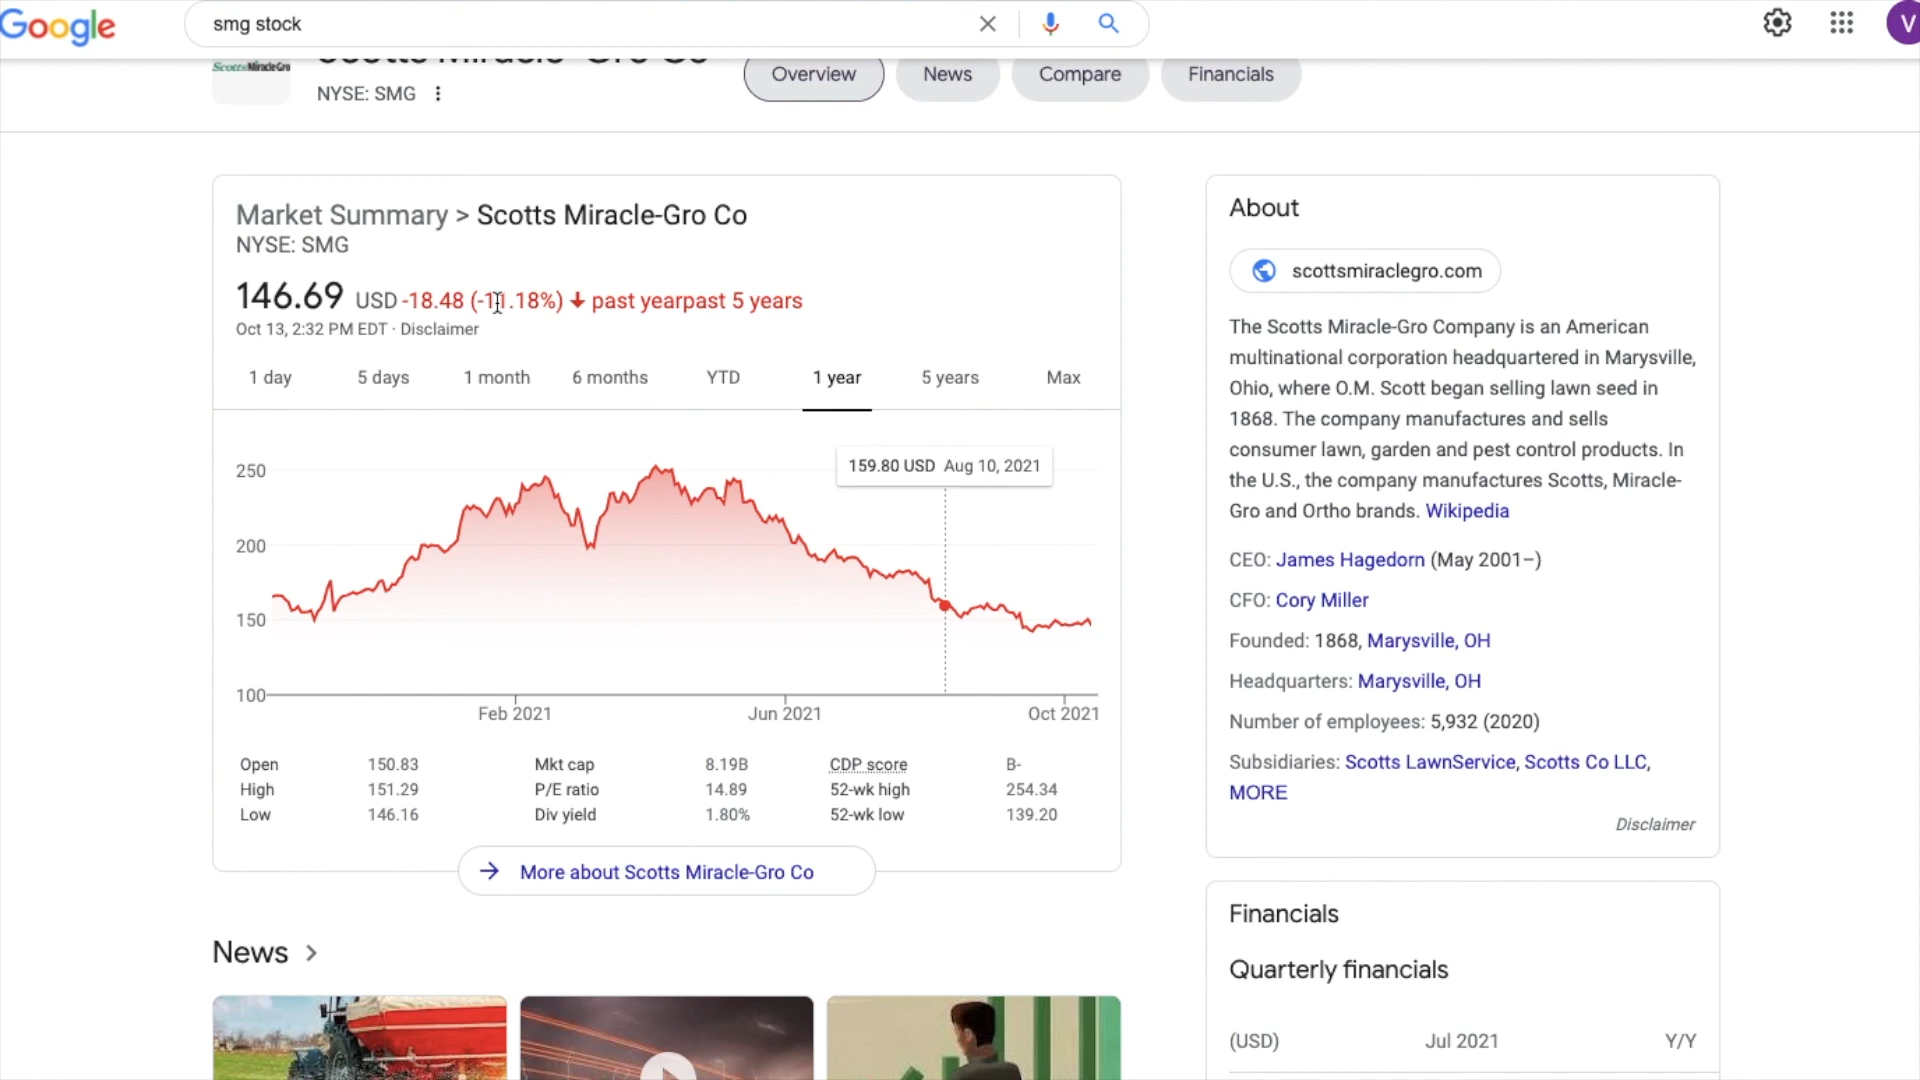 Google
smg stock
V
ScottsMiracle-Gro
Scotts Miracle-Gro Co
NYSE: SMG
Overview
News
Compare
Financials
Market Summary > Scotts Miracle-Gro Co
NYSE: SMG
146.69 USD -18.48 (-11.18%) past yearpast 5 years
Oct 13, 2:32 PM EDT · Disclaimer
1 day 5 days 1 month 6 months YTD 1 year 5 years Max
159.80 USD Aug 10, 2021
250
200
150
100
Feb 2021 Jun 2021 Oct 2021
Open 150.83 Mkt cap 8.19B CDP score B-
High 151.29 P/E ratio 14.89 52-wk high 254.34
Low 146.16 Div yield 1.80% 52-wk low 139.20
More about Scotts Miracle-Gro Co
News
About
scottsmiraclegro.com
The Scotts Miracle-Gro Company is an American
multinational corporation headquartered in Marysville,
Ohio, where O.M. Scott began selling lawn seed in
1868. The company manufactures and sells
consumer lawn, garden and pest control products. In
the U.S., the company manufactures Scotts, Miracle-
Gro and Ortho brands. Wikipedia
CEO: James Hagedorn (May 2001–)
CFO: Cory Miller
Founded: 1868, Marysville, OH
Headquarters: Marysville, OH
Number of employees: 5,932 (2020)
Subsidiaries: Scotts LawnService, Scotts Co LLC,
MORE
Disclaimer
Financials
Quarterly financials
(USD) Jul 2021 Y/Y